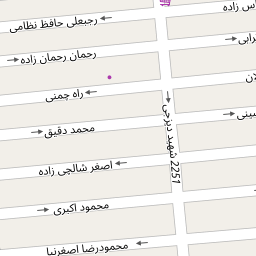 رجبعلی حافظ نظامی
رحمان رحمان زاده
راه چمنی
محمد دقیق
اصغر شالچی زاده
محمود اکبری
محمودرضا اصغرنیا
2251 شهید دیزجی